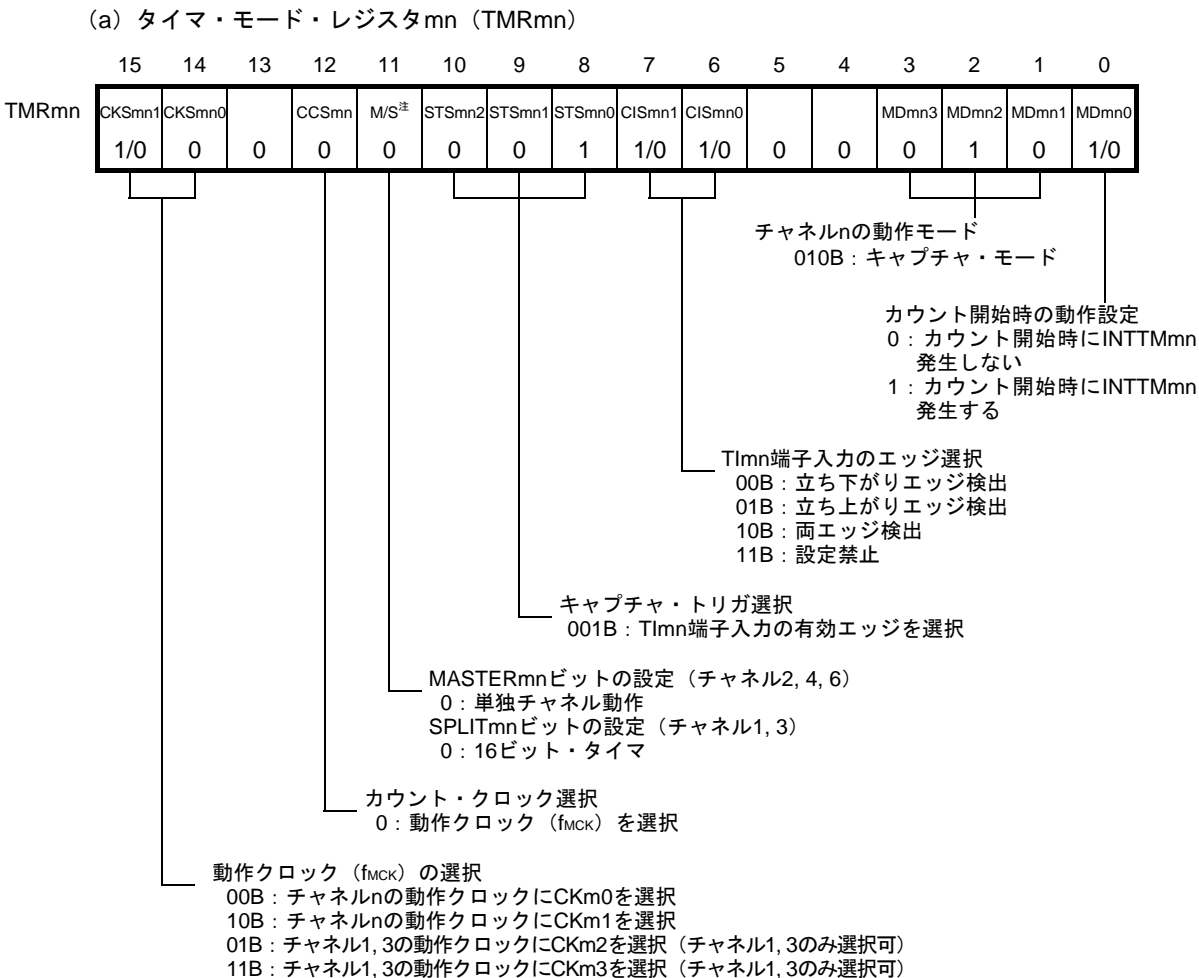 (a) タイマ・モード・レジスタmn（TMRmn）
15 14 13 12 11 10 9 8 7 6 5 4 3 2 1 0
TMRmn CKSmn1 CKSmn0 CCSmn M/S注 STSmn2 STSmn1 STSmn0 CISmn1 CISmn0 MDmn3 MDmn2 MDmn1 MDmn0
1/0 0 0 0 0 0 0 1 1/0 1/0 0 0 0 1 0 1/0
チャネルnの動作モード
010B：キャプチャ・モード
カウント開始時の動作設定
0：カウント開始時にINTTMmn
発生しない
1：カウント開始時にINTTMmn
発生する
TImn端子入力のエッジ選択
00B：立ち下がりエッジ検出
01B：立ち上がりエッジ検出
10B：両エッジ検出
11B：設定禁止
キャプチャ・トリガ選択
001B：TImn端子入力の有効エッジを選択
MASTERmnビットの設定（チャネル2, 4, 6）
0：単独チャネル動作
SPLITmnビットの設定（チャネル1, 3）
0：16ビット・タイマ
カウント・クロック選択
0：動作クロック（fMCK）を選択
動作クロック（fMCK）の選択
00B：チャネルnの動作クロックにCKm0を選択
10B：チャネルnの動作クロックにCKm1を選択
01B：チャネル1, 3の動作クロックにCKm2を選択（チャネル1, 3のみ選択可）
11B：チャネル1, 3の動作クロックにCKm3を選択（チャネル1, 3のみ選択可）